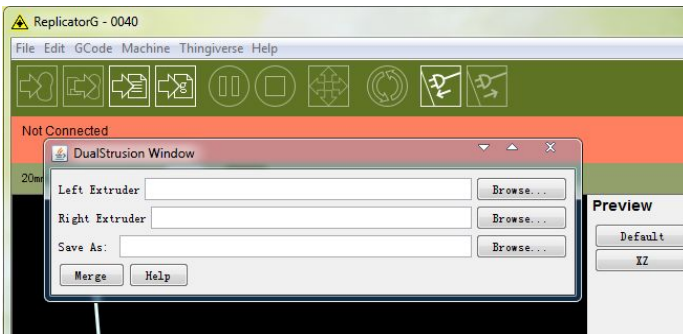 ReplicatorG - 0040
File Edit GCode Machine Thingiverse Help
Not Connected
DualStrusion Window
Left Extruder Browse...
Right Extruder Browse...
Save As: Browse...
Merge Help
Preview
Default
XZ